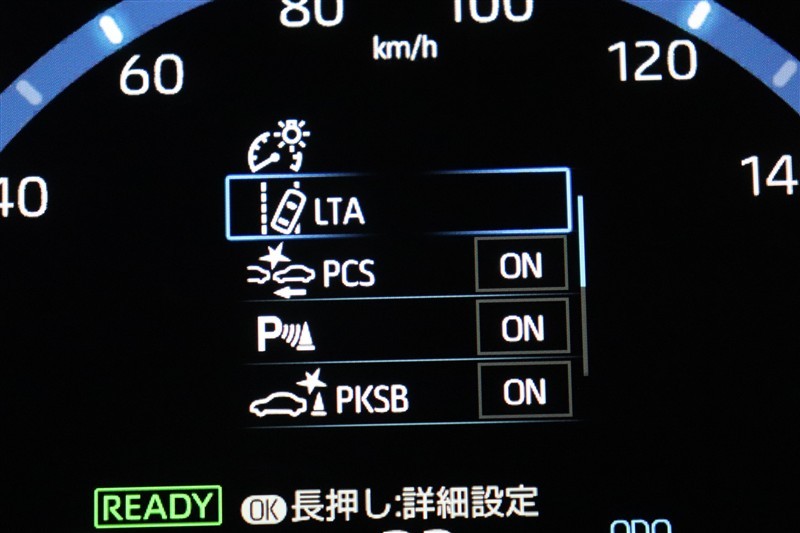 80
100
km/h
60
120
40
14
LTA
PCS ON
P ON
PKSB ON
READY
OK 長押し:詳細設定
ODO